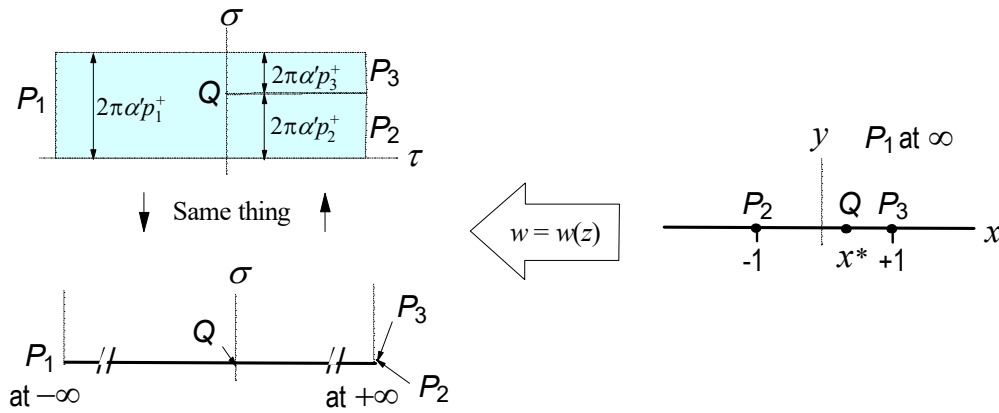 σ
P₁
2πα′p₁⁺
Q
2πα′p₃⁺
P₃
2πα′p₂⁺
P₂
τ
Same thing
w = w(z)
y
P₁ at ∞
P₂
Q
P₃
x
-1
x*
+1
σ
Q
P₃
P₁
at −∞
at +∞
P₂